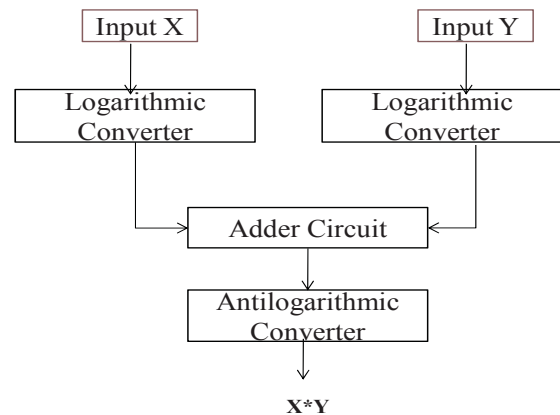 Input X
Input Y
Logarithmic
Converter
Logarithmic
Converter
Adder Circuit
Antilogarithmic
Converter
X*Y